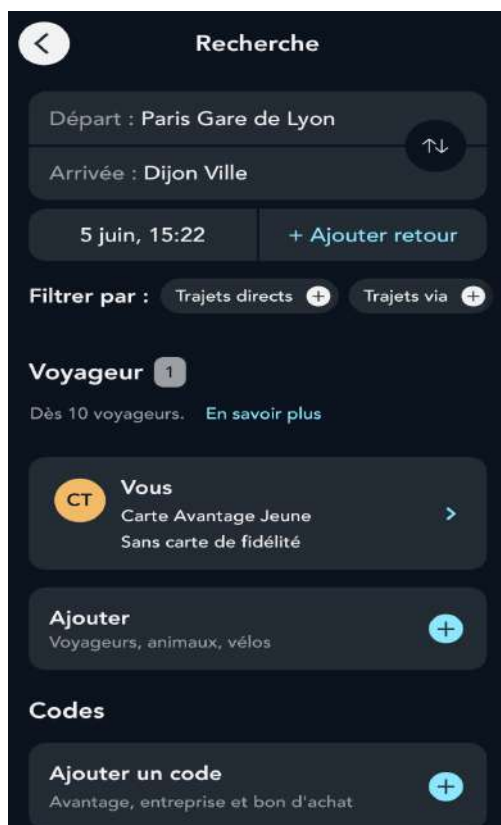 Recherche
Départ : Paris Gare de Lyon
Arrivée : Dijon Ville
5 juin, 15:22
+ Ajouter retour
Filtrer par : Trajets directs + Trajets via +
Voyageur 1
Dès 10 voyageurs. En savoir plus
CT
Vous
Carte Avantage Jeune
Sans carte de fidélité
Ajouter
Voyageurs, animaux, vélos
Codes
Ajouter un code
Avantage, entreprise et bon d'achat